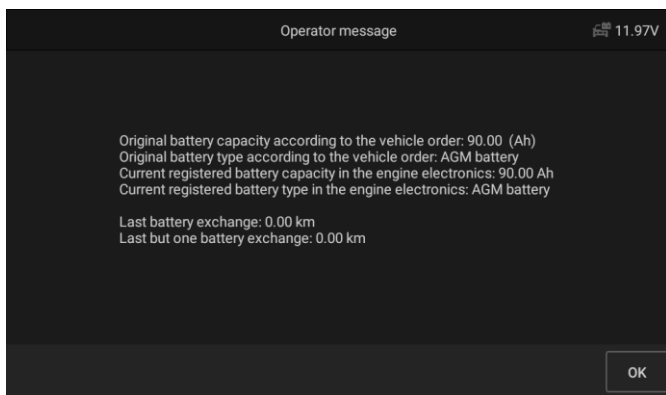 Operator message
11.97V
Original battery capacity according to the vehicle order: 90.00 (Ah)
Original battery type according to the vehicle order: AGM battery
Current registered battery capacity in the engine electronics: 90.00 Ah
Current registered battery type in the engine electronics: AGM battery
Last battery exchange: 0.00 km
Last but one battery exchange: 0.00 km
OK